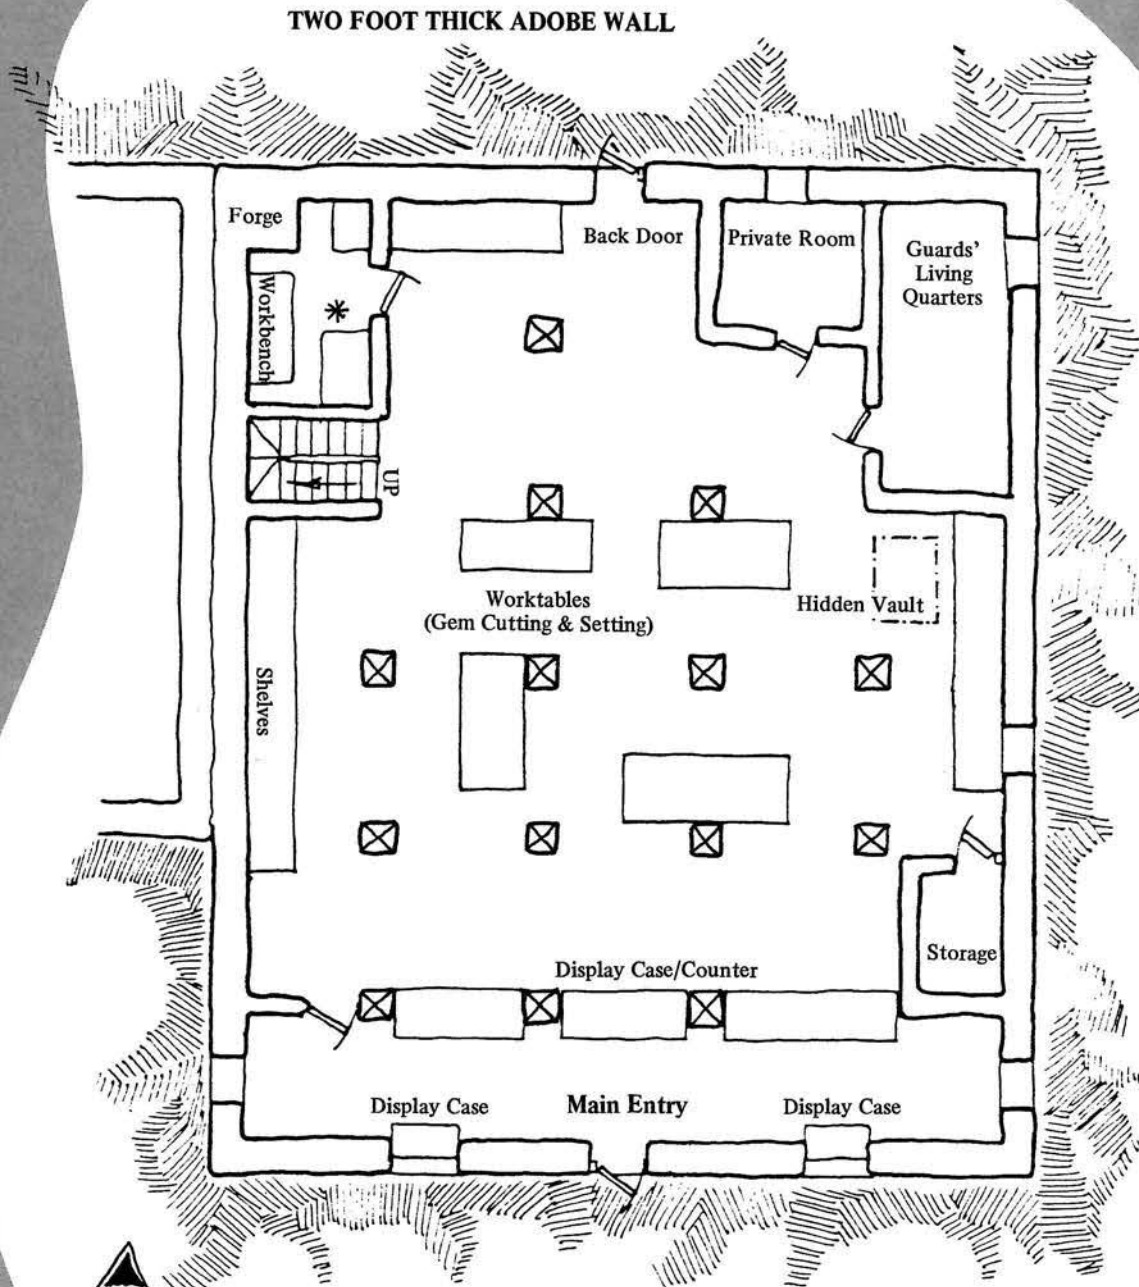 TWO FOOT THICK ADOBE WALL
Forge
Back Door
Private Room
Guards'
Living
Quarters
Workbench
UP
Worktables
(Gem Cutting & Setting)
Hidden Vault
Shelves
Storage
Display Case/Counter
Display Case
Main Entry
Display Case